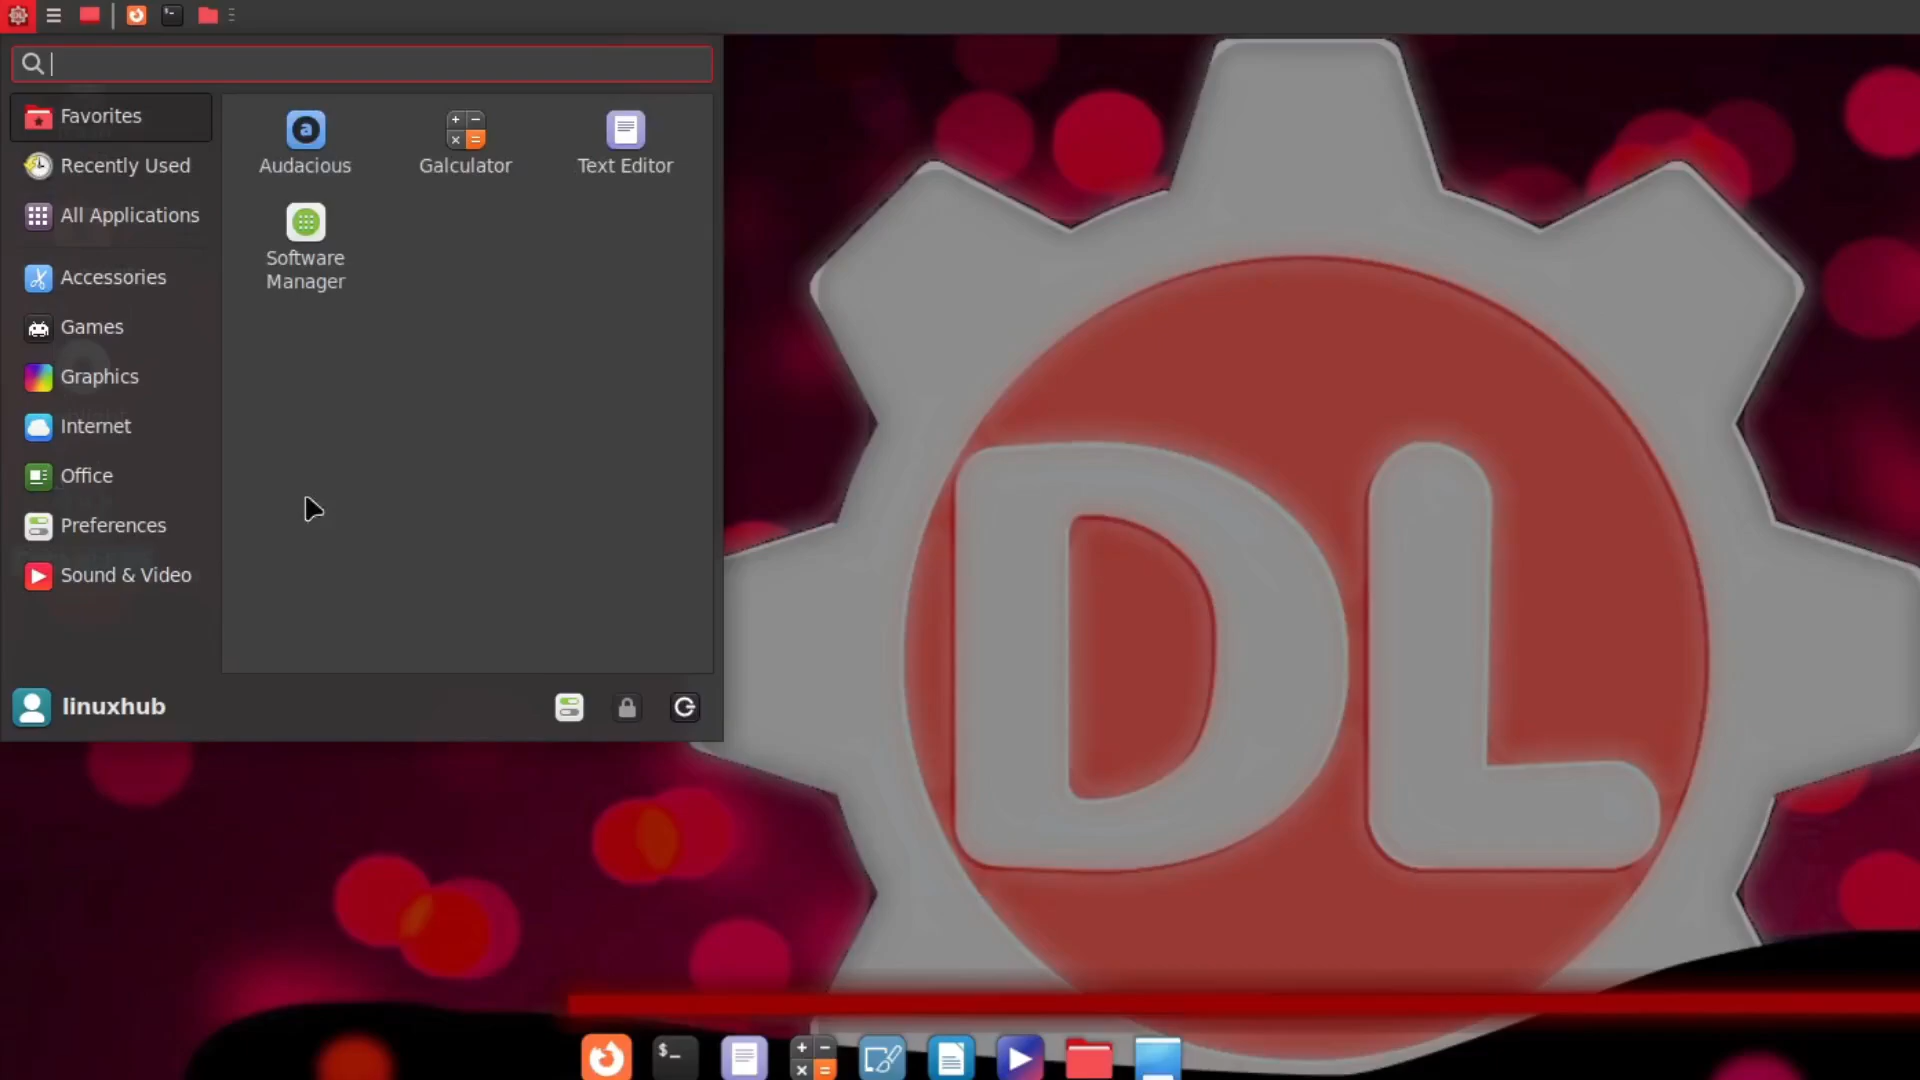 Favorites
Recently Used
All Applications
Accessories
Games
Graphics
Internet
Office
Preferences
Sound & Video
Audacious
Galculator
Text Editor
Software
Manager
linuxhub
DL